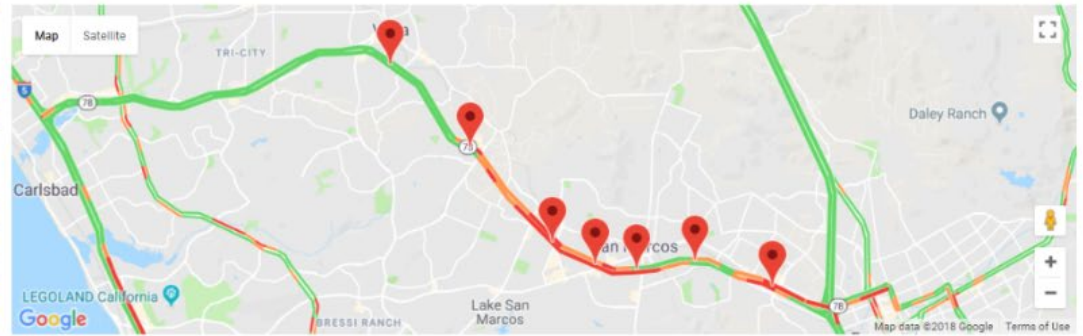 Map Satellite
TRI-CITY
78
5
Daley Ranch
78
Carlsbad
San Marcos
LEGOLAND California
Lake San
Marcos
BRESSI RANCH
78
Google
Map data ©2018 Google Terms of Use